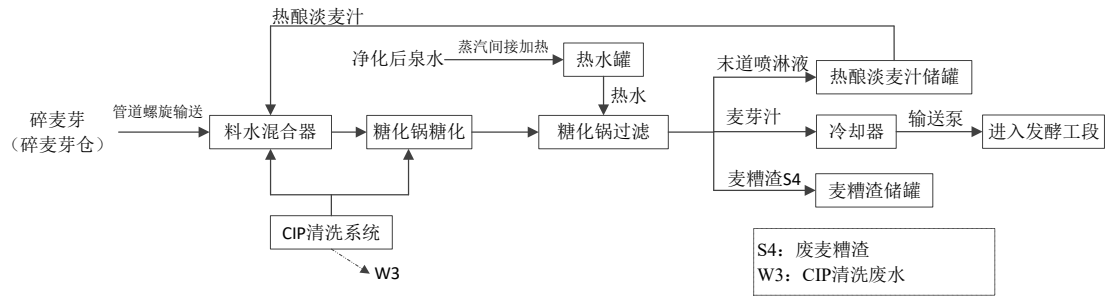 热酿淡麦汁
净化后泉水
蒸汽间接加热
热水罐
末道喷淋液
热酿淡麦汁储罐
热水
碎麦芽
（碎麦芽仓）
管道螺旋输送
料水混合器
糖化锅糖化
糖化锅过滤
麦芽汁
冷却器
输送泵
进入发酵工段
麦糟渣S4
麦糟渣储罐
CIP清洗系统
W3
S4：废麦糟渣
W3：CIP清洗废水